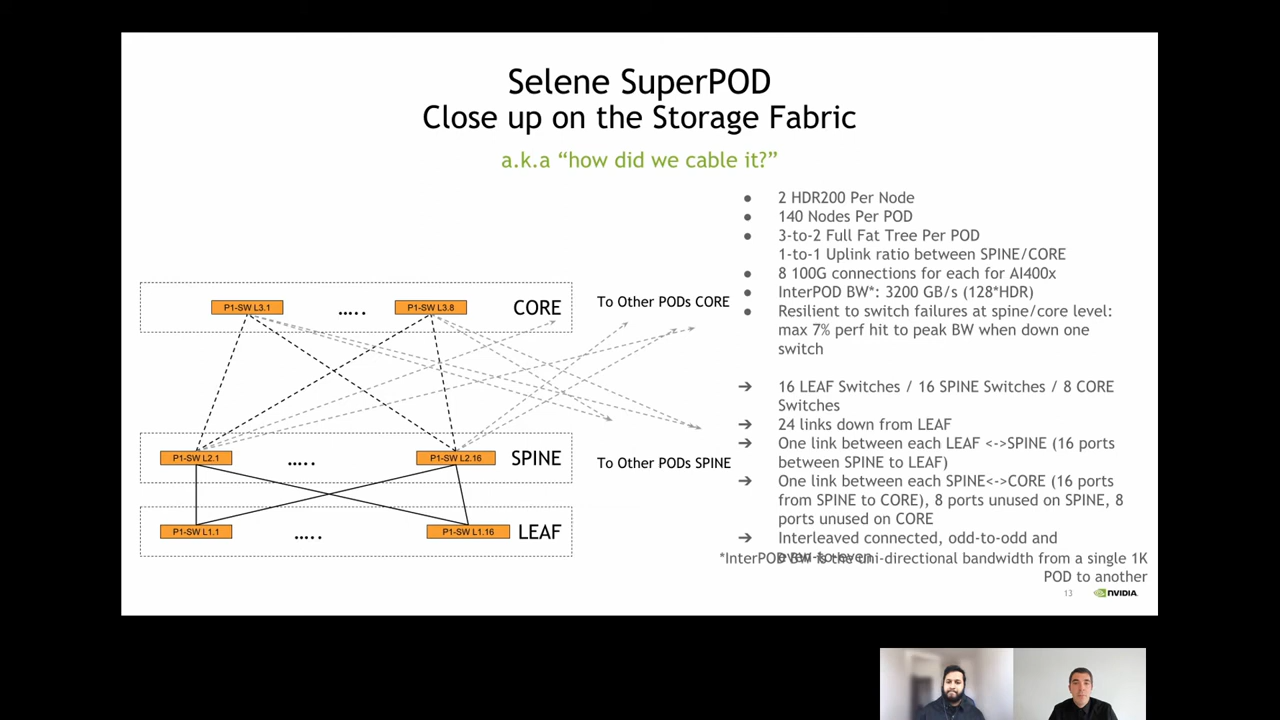 Selene SuperPOD
Close up on the Storage Fabric
a.k.a “how did we cable it?”
● 2 HDR200 Per Node
● 140 Nodes Per POD
● 3-to-2 Full Fat Tree Per POD
1-to-1 Uplink ratio between SPINE/CORE
● 8 100G connections for each for AI400x
● InterPOD BW*: 3200 GB/s (128*HDR)
● Resilient to switch failures at spine/core level:
max 7% perf hit to peak BW when down one
switch
➔ 16 LEAF Switches / 16 SPINE Switches / 8 CORE
Switches
➔ 24 links down from LEAF
➔ One link between each LEAF <->SPINE (16 ports
between SPINE to LEAF)
➔ One link between each SPINE<->CORE (16 ports
from SPINE to CORE), 8 ports unused on SPINE, 8
ports unused on CORE
➔ Interleaved connected, odd-to-odd and
even-to-even
*InterPOD BW is the uni-directional bandwidth from a single 1K
POD to another
P1-SW L3.1 ..... P1-SW L3.8 CORE
To Other PODs CORE
P1-SW L2.1 ..... P1-SW L2.16 SPINE
To Other PODs SPINE
P1-SW L1.1 ..... P1-SW L1.16 LEAF
13 NVIDIA.